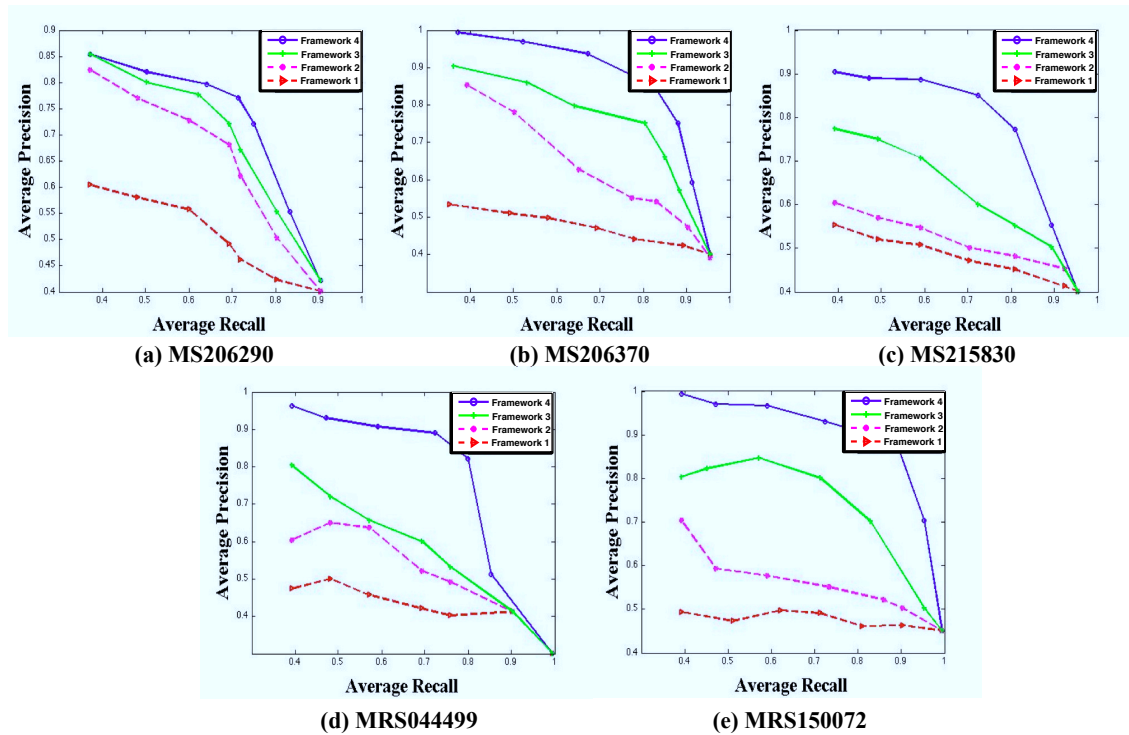 0.9
0.85
0.8
0.75
0.7
0.65
0.6
0.55
0.5
0.45
0.4
Average Precision
Framework 4
Framework 3
Framework 2
Framework 1
0.4 0.5 0.6 0.7 0.8 0.9 1
Average Recall
(a) MS206290
1
0.9
0.8
0.7
0.6
0.5
0.4
Average Precision
Framework 4
Framework 3
Framework 2
Framework 1
0.4 0.5 0.6 0.7 0.8 0.9 1
Average Recall
(b) MS206370
1
0.9
0.8
0.7
0.6
0.5
0.4
Average Precision
Framework 4
Framework 3
Framework 2
Framework 1
0.4 0.5 0.6 0.7 0.8 0.9 1
Average Recall
(c) MS215830
1
0.9
0.8
0.7
0.6
0.5
0.4
Average Precision
Framework 4
Framework 3
Framework 2
Framework 1
0.4 0.5 0.6 0.7 0.8 0.9 1
Average Recall
(d) MRS044499
1
0.9
0.8
0.7
0.6
0.5
0.4
Average Precision
Framework 4
Framework 3
Framework 2
Framework 1
0.4 0.5 0.6 0.7 0.8 0.9 1
Average Recall
(e) MRS150072